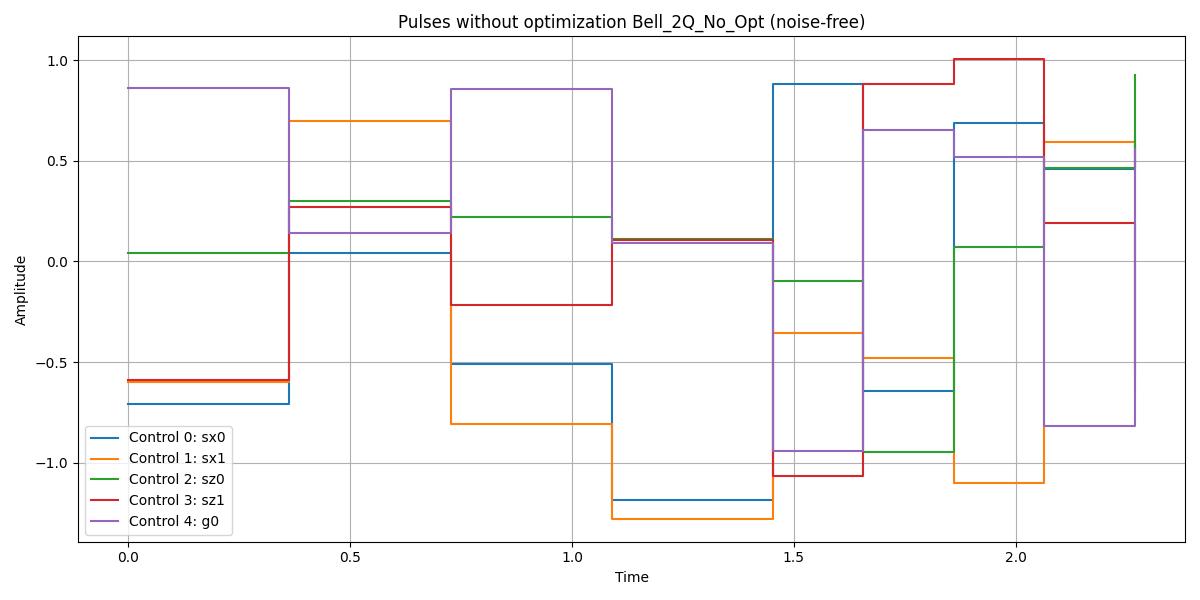 Pulses without optimization Bell_2Q_No_Opt (noise-free)
1.0
0.5
0.0
−0.5
−1.0
Amplitude
Control 0: sx0
Control 1: sx1
Control 2: sz0
Control 3: sz1
Control 4: g0
0.0 0.5 1.0 1.5 2.0
Time